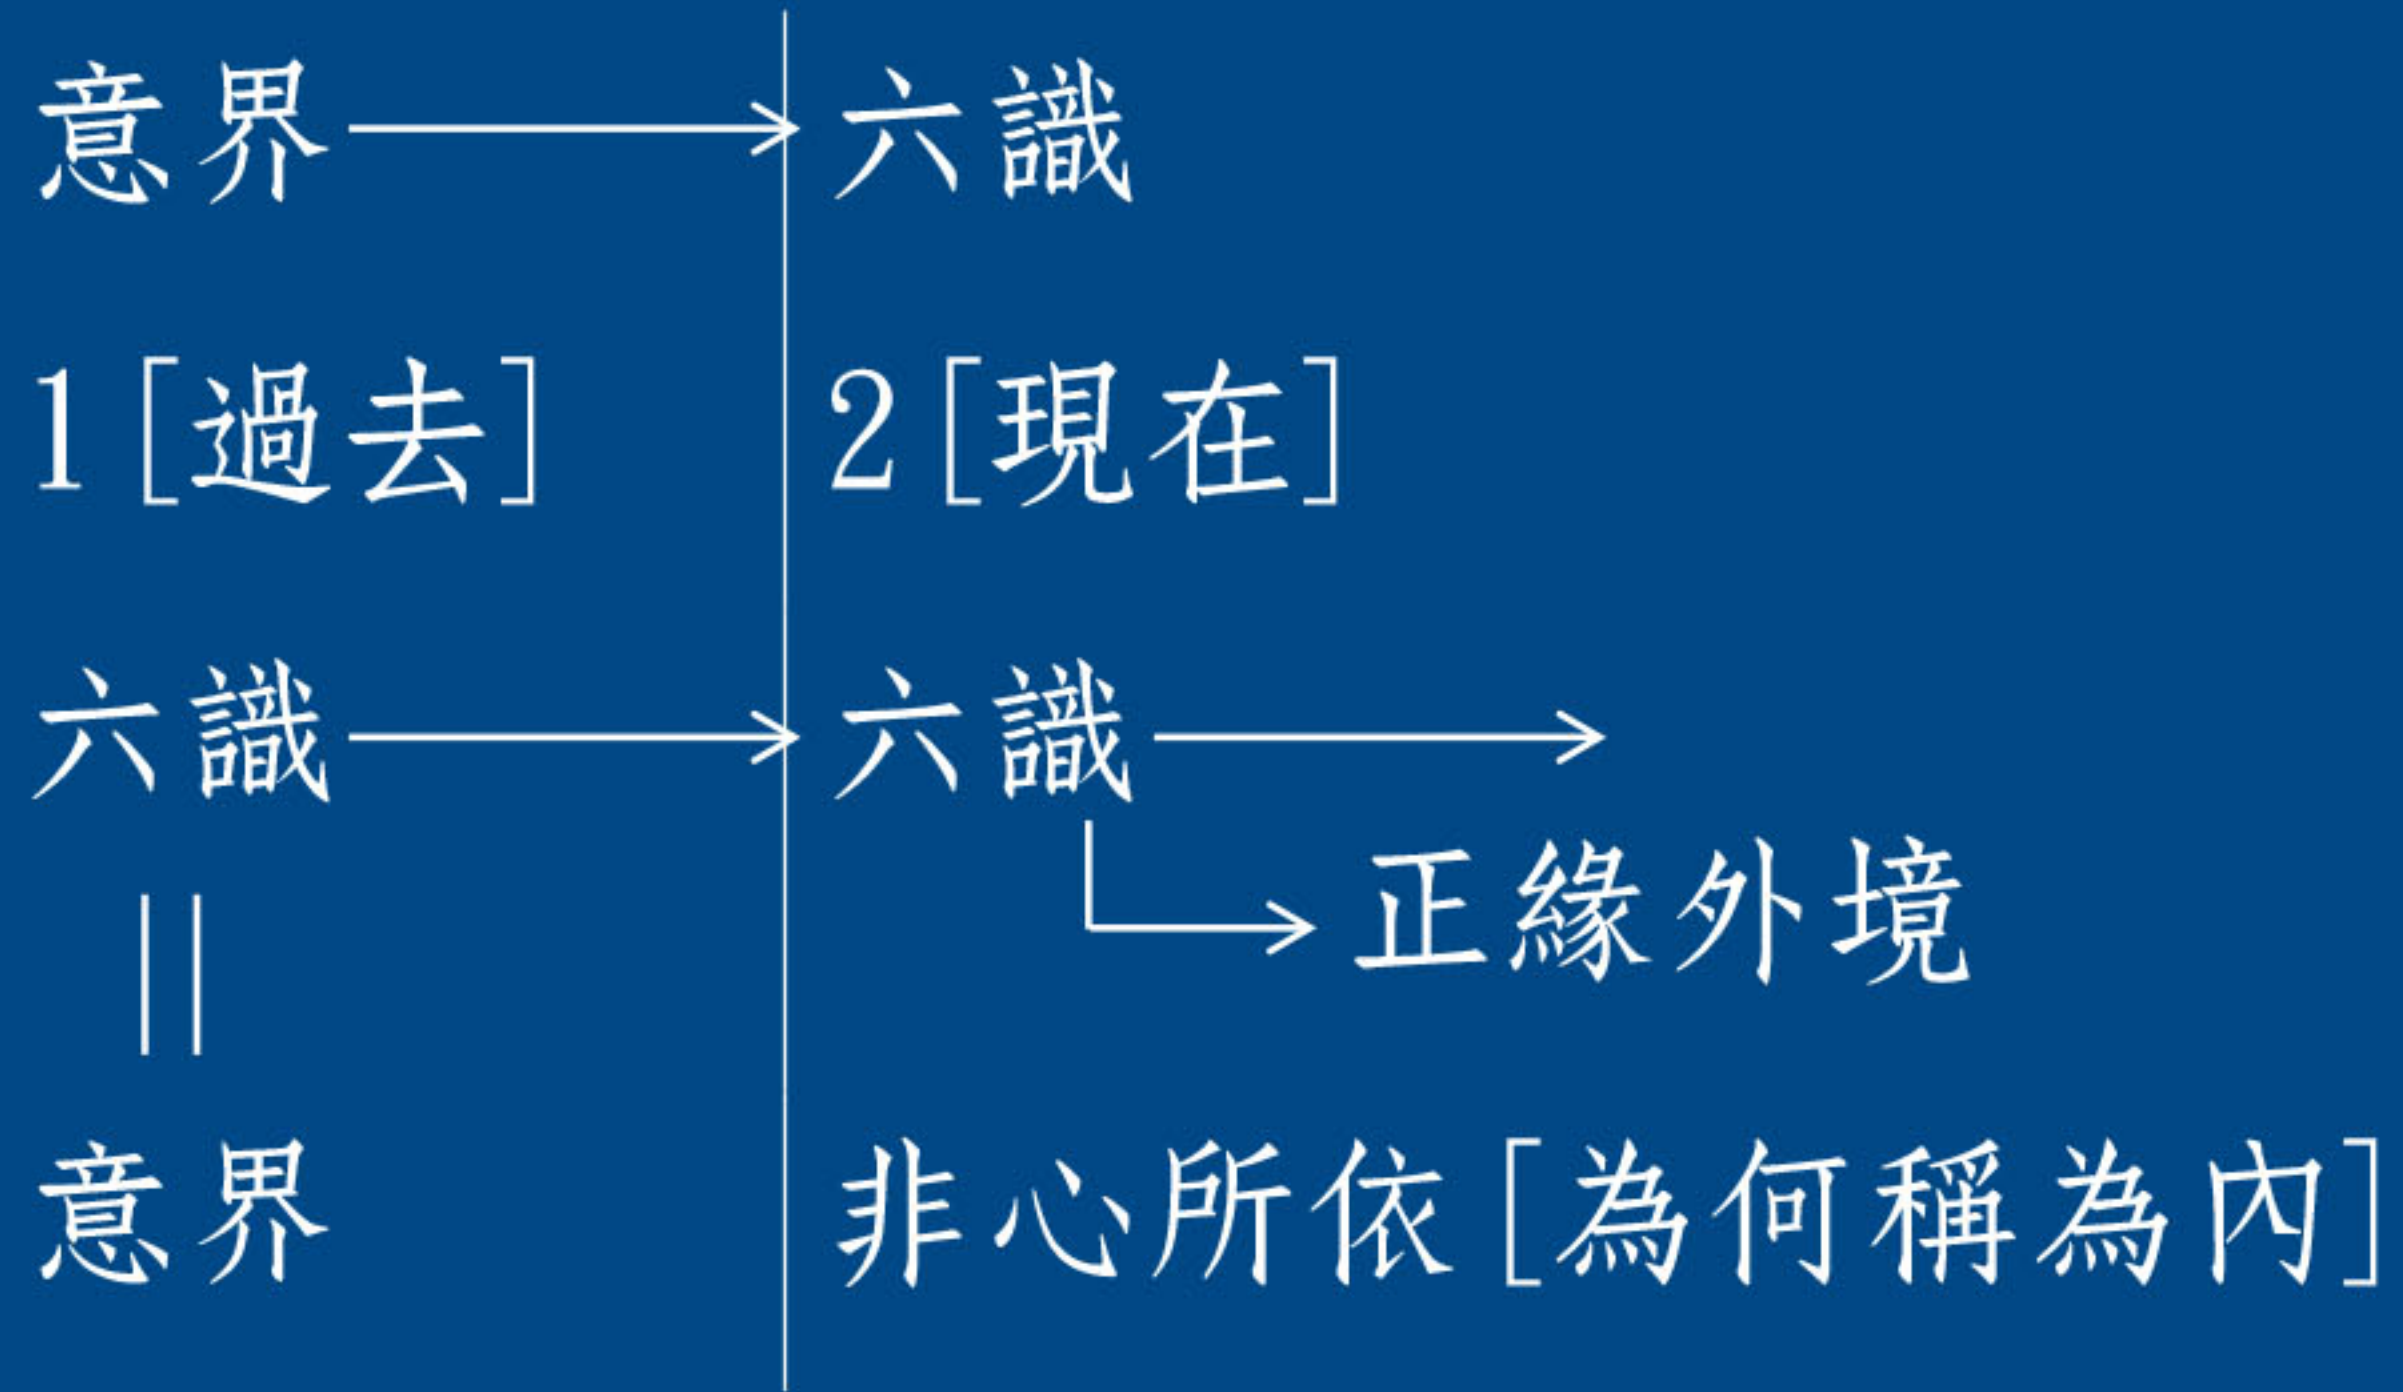 意界 六識
1[過去] 2[現在]
六識 六識
正緣外境
意界 非心所依[為何稱為內]